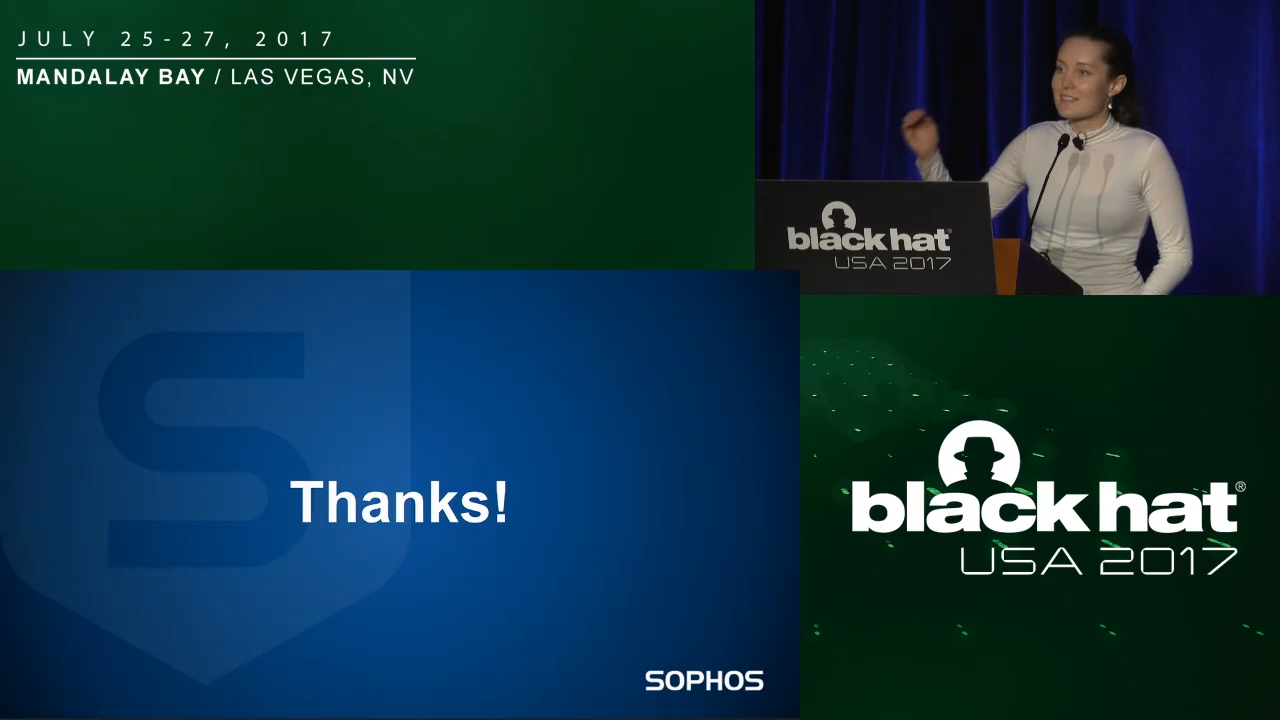 JULY 25-27, 2017
MANDALAY BAY / LAS VEGAS, NV
black hat®
USA 2017
Thanks!
SOPHOS
black hat®
USA 2017